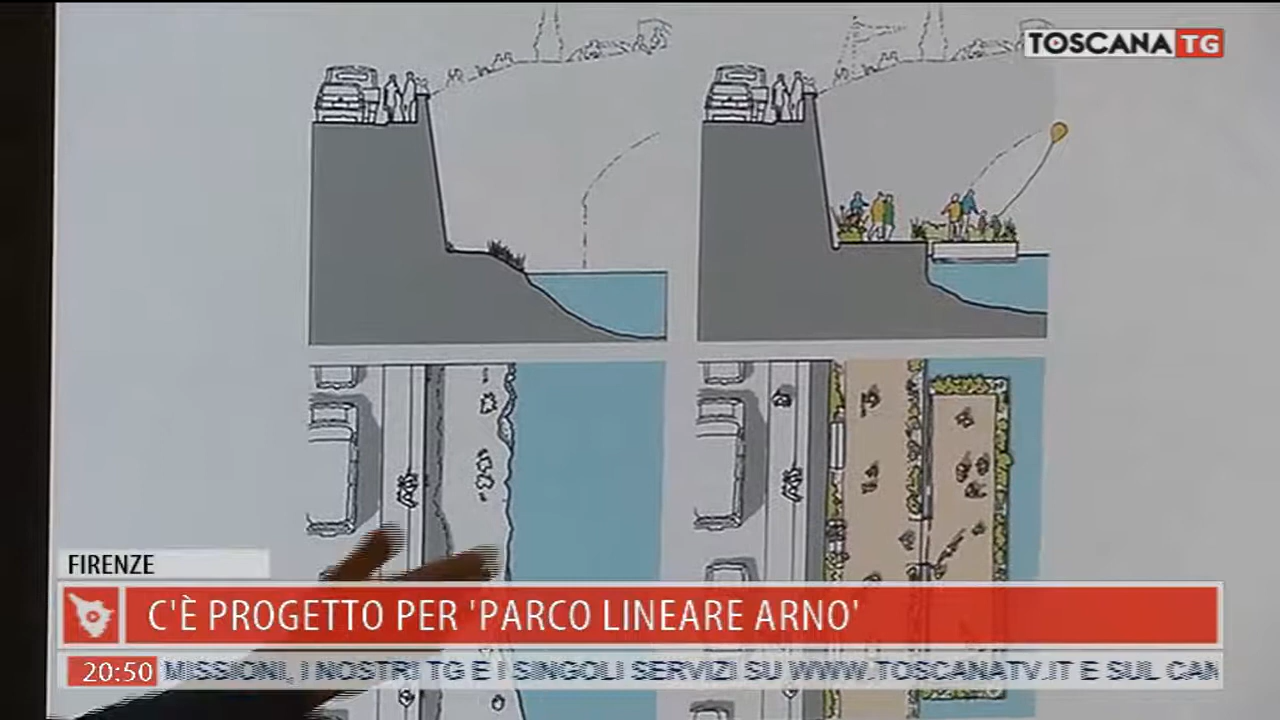 TOSCANA TG
FIRENZE
C'È PROGETTO PER 'PARCO LINEARE ARNO'
20:50 MISSIONI, I NOSTRI TG E I SINGOLI SERVIZI SU WWW.TOSCANATV.IT E SUL CAN